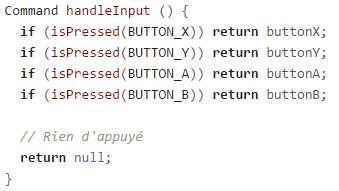 Command handleInput () {
  if (isPressed(BUTTON_X)) return buttonX;
  if (isPressed(BUTTON_Y)) return buttonY;
  if (isPressed(BUTTON_A)) return buttonA;
  if (isPressed(BUTTON_B)) return buttonB;

  // Rien d'appuyé
  return null;
}